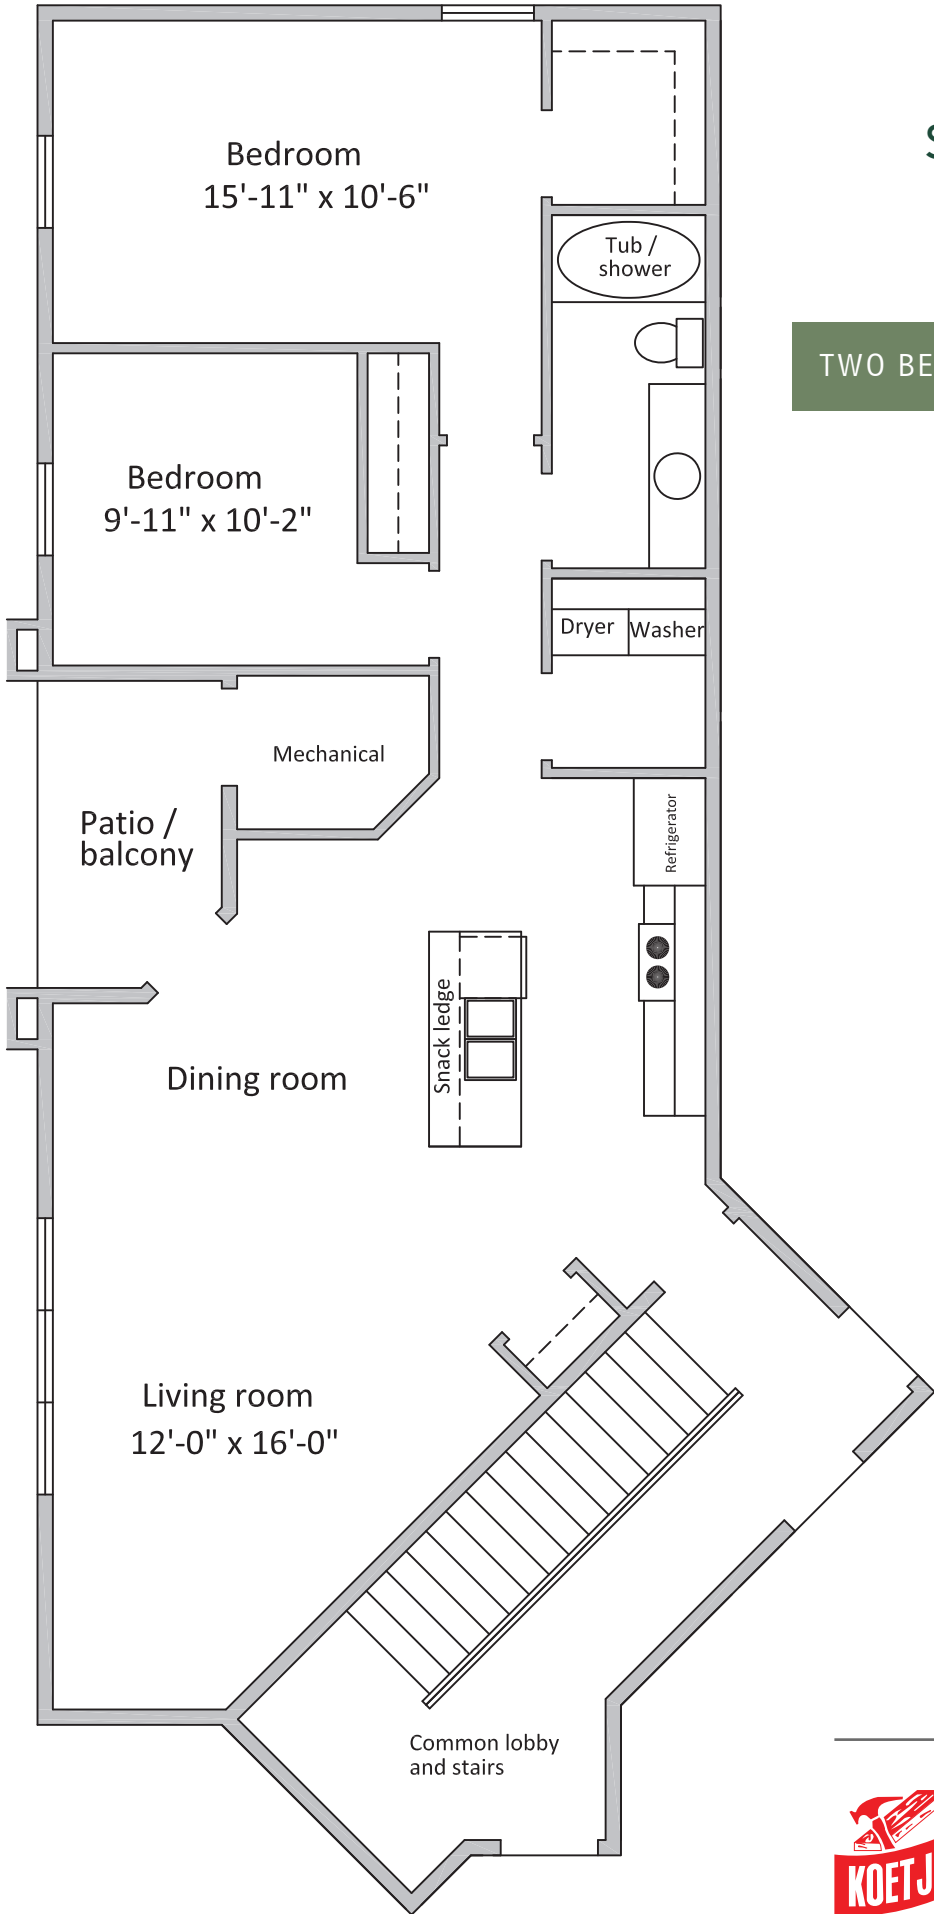 Bedroom
15'-11" x 10'-6"
Tub /
shower
TWO BE
Bedroom
9'-11" x 10'-2"
Dryer
Washer
Mechanical
Patio /
balcony
Refrigerator
Snack ledge
Dining room
Living room
12'-0" x 16'-0"
Common lobby
and stairs
KOETJ